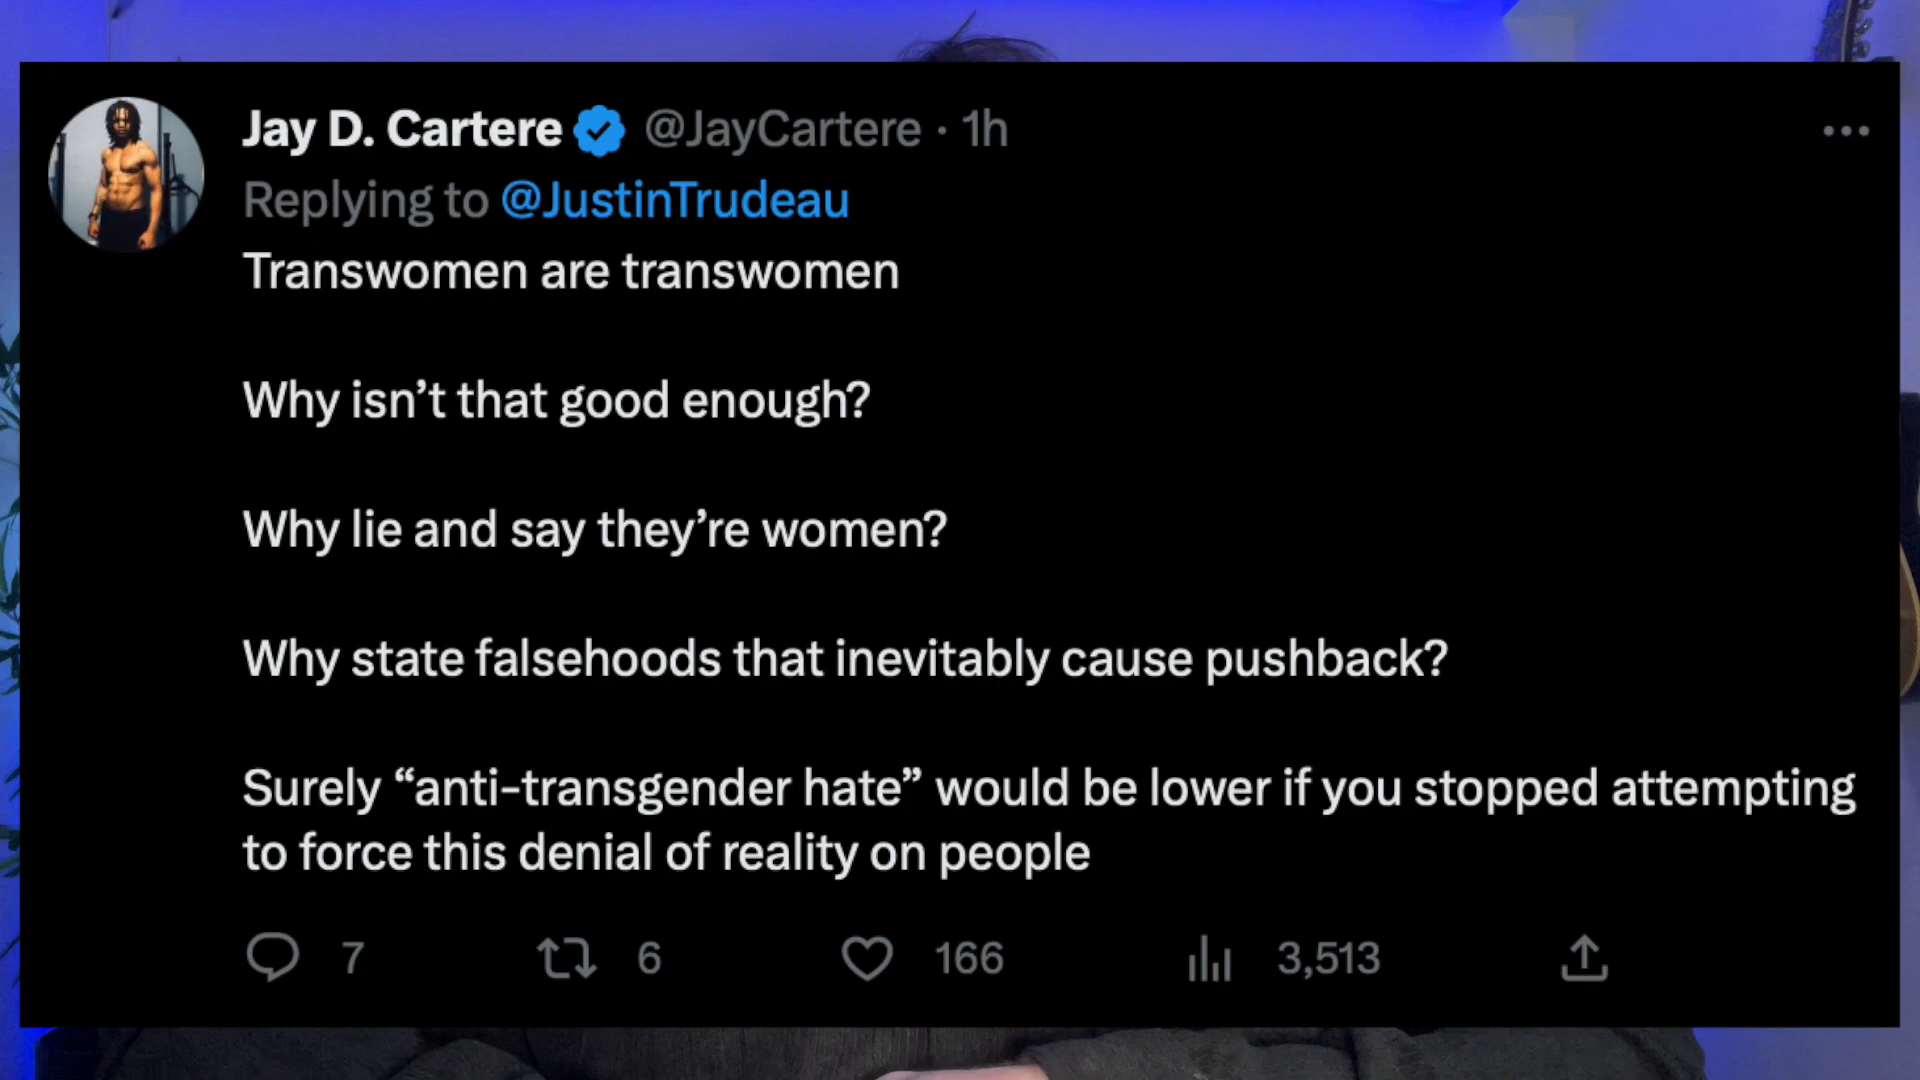 Jay D. Cartere @JayCartere · 1h
Replying to @JustinTrudeau
Transwomen are transwomen
Why isn’t that good enough?
Why lie and say they’re women?
Why state falsehoods that inevitably cause pushback?
Surely “anti-transgender hate” would be lower if you stopped attempting
to force this denial of reality on people
7 6 166 3,513